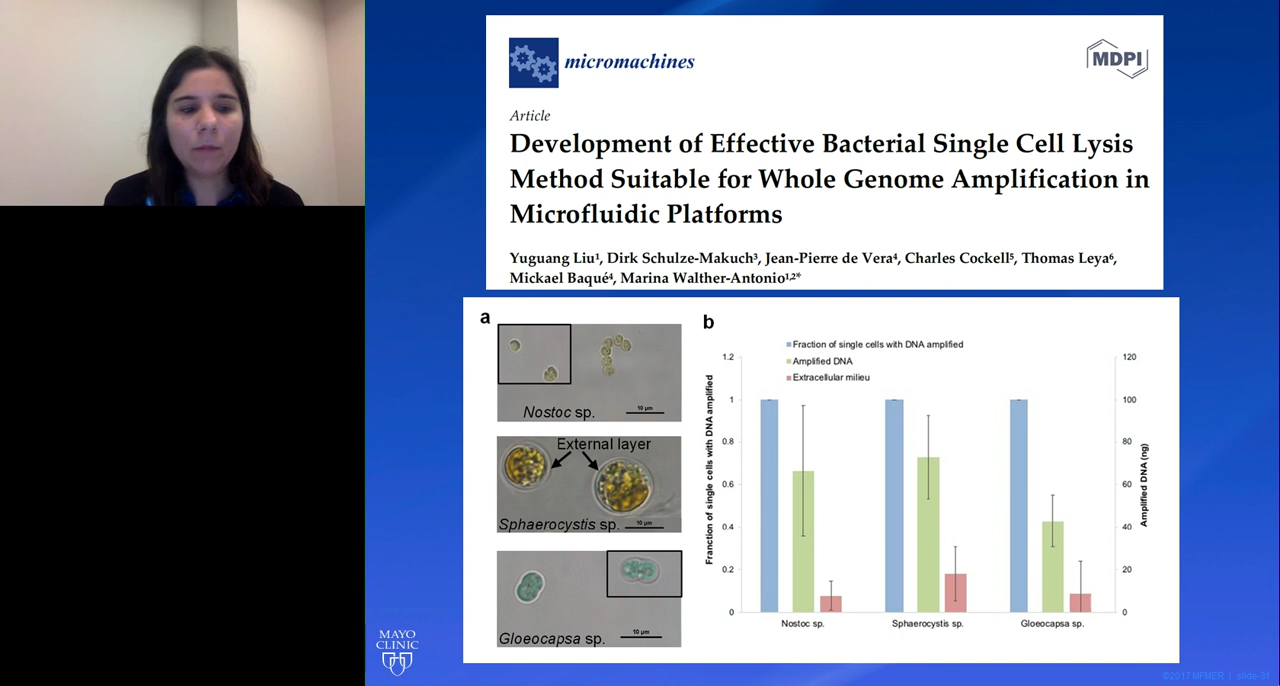 micromachines
MDPI
Article
Development of Effective Bacterial Single Cell Lysis
Method Suitable for Whole Genome Amplification in
Microfluidic Platforms
Yuguang Liu¹, Dirk Schulze-Makuch³, Jean-Pierre de Vera⁴, Charles Cockell⁵, Thomas Leya⁶,
Mickael Baqué⁴, Marina Walther-Antonio¹,²*
a
10 µm
Nostoc sp.
External layer
Sphaerocystis sp.
10 µm
10 µm
Gloeocapsa sp.
b
Fraction of single cells with DNA amplified
Amplified DNA
Extracellular milieu
Franction of single cells with DNA amplified
1.2
1
0.8
0.6
0.4
0.2
0
120
100
80
60
40
20
0
Amplified DNA (ng)
Nostoc sp.
Sphaerocystis sp.
Gloeocapsa sp.
MAYO
CLINIC
©2017 MFMER | slide-31